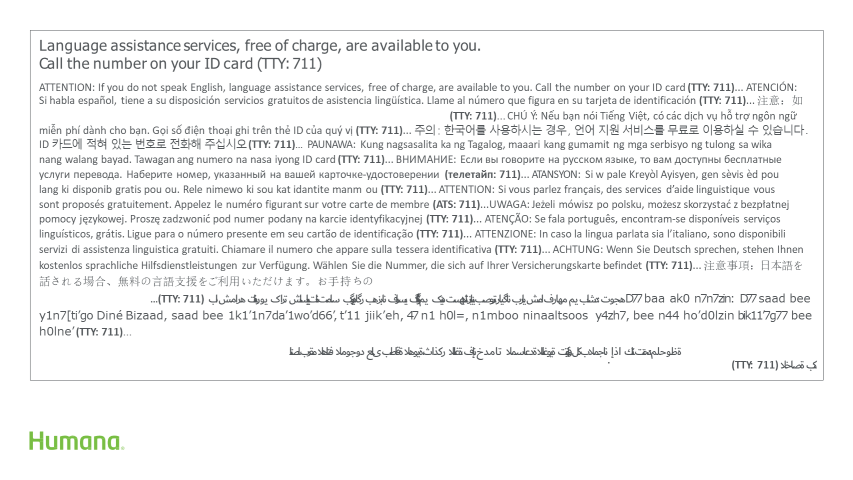 Language assistance services, free of charge, are available to you.
Call the number on your ID card (TTY: 711)
ATTENTION: If you do not speak English, language assistance services, free of charge, are available to you. Call the number on your ID card (TTY: 711)... ATENCIÓN:
Si habla español, tiene a su disposición servicios gratuitos de asistencia lingüística. Llame al número que figura en su tarjeta de identificación (TTY: 711)... 注意：如
(TTY: 711)... CHÚ Ý: Nếu bạn nói Tiếng Việt, có các dịch vụ hỗ trợ ngôn ngữ
miễn phí dành cho bạn. Gọi số điện thoại ghi trên thẻ ID của quý vị (TTY: 711)... 주의: 한국어를 사용하시는 경우, 언어 지원 서비스를 무료로 이용하실 수 있습니다.
ID 카드에 적혀 있는 번호로 전화해 주십시오 (TTY: 711)... PAUNAWA: Kung nagsasalita ka ng Tagalog, maaari kang gumamit ng mga serbisyo ng tulong sa wika
nang walang bayad. Tawagan ang numero na nasa iyong ID card (TTY: 711)... ВНИМАНИЕ: Если вы говорите на русском языке, то вам доступны бесплатные
услуги перевода. Наберите номер, указанный на вашей карточке-удостоверении (телетайп: 711)... ATANSYON: Si w pale Kreyòl Ayisyen, gen sèvis èd pou
lang ki disponib gratis pou ou. Rele nimewo ki sou kat idantite manm ou (TTY: 711)... ATTENTION: Si vous parlez français, des services d'aide linguistique vous
sont proposés gratuitement. Appelez le numéro figurant sur votre carte de membre (ATS: 711)...UWAGA: Jeżeli mówisz po polsku, możesz skorzystać z bezpłatnej
pomocy językowej. Proszę zadzwonić pod numer podany na karcie identyfikacyjnej (TTY: 711)... ATENÇÃO: Se fala português, encontram-se disponíveis serviços
linguísticos, grátis. Ligue para o número presente em seu cartão de identificação (TTY: 711)... ATTENZIONE: In caso la lingua parlata sia l'italiano, sono disponibili
servizi di assistenza linguistica gratuiti. Chiamare il numero che appare sulla tessera identificativa (TTY: 711)... ACHTUNG: Wenn Sie Deutsch sprechen, stehen Ihnen
kostenlos sprachliche Hilfsdienstleistungen zur Verfügung. Wählen Sie die Nummer, die sich auf Ihrer Versicherungskarte befindet (TTY: 711)... 注意事項：日本語を
話される場合、無料の言語支援をご利用いただけます。お手持ちの
...(TTY: 711) D77 baa ak0 n7n7zin: D77 saad bee
y1n7[ti'go Diné Bizaad, saad bee 1k1'1n7da'1wo'd66', t'11 jiik'eh, 47 n1 h0l=, n1mboo ninaaltsoos y4zh7, bee n44 ho'd0lzin bik11'7g77 bee
h0lne' (TTY: 711)...
(TTY: 711)
Humana